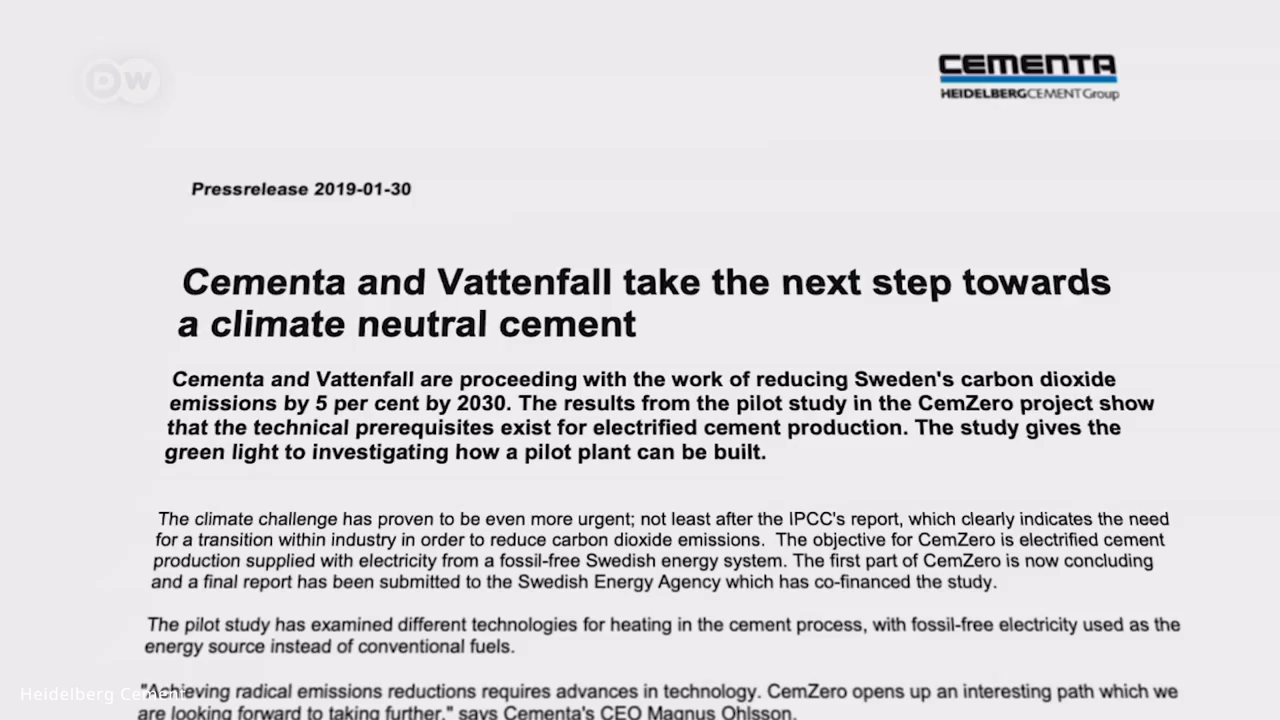 DW
CEMENTA
HEIDELBERGCEMENT Group
Pressrelease 2019-01-30
Cementa and Vattenfall take the next step towards
a climate neutral cement
Cementa and Vattenfall are proceeding with the work of reducing Sweden's carbon dioxide
emissions by 5 per cent by 2030. The results from the pilot study in the CemZero project show
that the technical prerequisites exist for electrified cement production. The study gives the
green light to investigating how a pilot plant can be built.
The climate challenge has proven to be even more urgent; not least after the IPCC's report, which clearly indicates the need
for a transition within industry in order to reduce carbon dioxide emissions. The objective for CemZero is electrified cement
production supplied with electricity from a fossil-free Swedish energy system. The first part of CemZero is now concluding
and a final report has been submitted to the Swedish Energy Agency which has co-financed the study.
The pilot study has examined different technologies for heating in the cement process, with fossil-free electricity used as the
energy source instead of conventional fuels.
"Achieving radical emissions reductions requires advances in technology. CemZero opens up an interesting path which we
are looking forward to taking further," says Cementa's CEO Magnus Ohlsson.
Heidelberg Cement